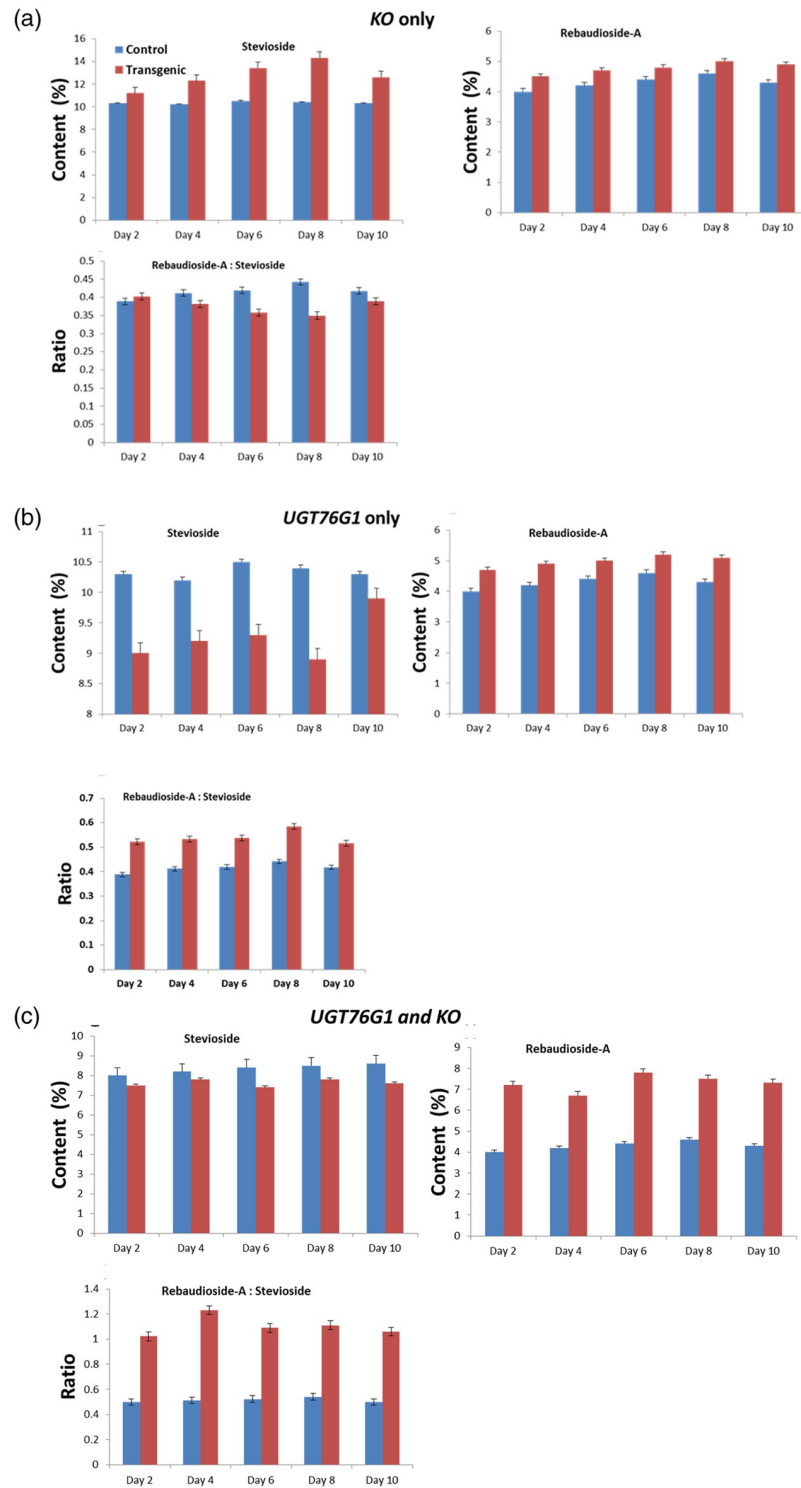 (a)
KO only
Stevioside
Control
Transgenic
Content (%)
16
14
12
10
8
6
4
2
0
Day 2 Day 4 Day 6 Day 8 Day 10
Rebaudioside-A
Content (%)
6
5
4
3
2
1
0
Day 2 Day 4 Day 6 Day 8 Day 10
Rebaudioside-A : Stevioside
Ratio
0.5
0.45
0.4
0.35
0.3
0.25
0.2
0.15
0.1
0.05
0
Day 2 Day 4 Day 6 Day 8 Day 10
(b)
UGT76G1 only
Stevioside
Content (%)
11
10.5
10
9.5
9
8.5
8
Day 2 Day 4 Day 6 Day 8 Day 10
Rebaudioside-A
Content (%)
6
5
4
3
2
1
0
Day 2 Day 4 Day 6 Day 8 Day 10
Rebaudioside-A : Stevioside
Ratio
0.7
0.6
0.5
0.4
0.3
0.2
0.1
0
Day 2 Day 4 Day 6 Day 8 Day 10
(c)
UGT76G1 and KO
Stevioside
Content (%)
10
9
8
7
6
5
4
3
2
1
0
Day 2 Day 4 Day 6 Day 8 Day 10
Rebaudioside-A
Content (%)
9
8
7
6
5
4
3
2
1
0
Day 2 Day 4 Day 6 Day 8 Day 10
Rebaudioside-A : Stevioside
Ratio
1.4
1.2
1
0.8
0.6
0.4
0.2
0
Day 2 Day 4 Day 6 Day 8 Day 10